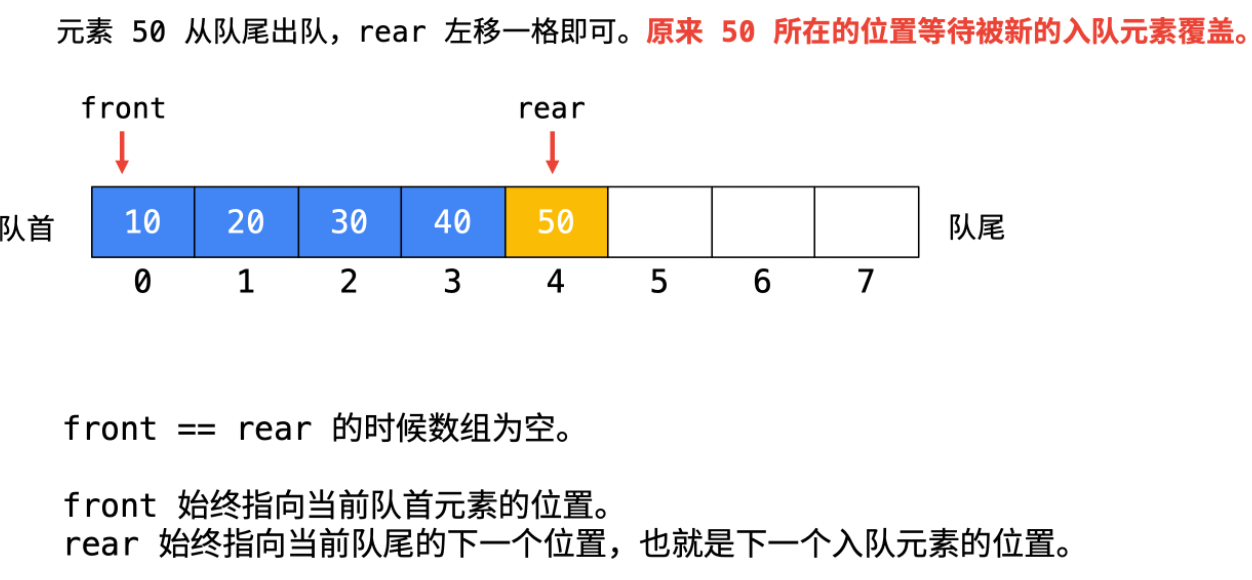 元素 50 从队尾出队，rear 左移一格即可。原来 50 所在的位置等待被新的入队元素覆盖。
front rear
队首 10 20 30 40 50 队尾
0 1 2 3 4 5 6 7
front == rear 的时候数组为空。
front 始终指向当前队首元素的位置。
rear 始终指向当前队尾的下一个位置，也就是下一个入队元素的位置。